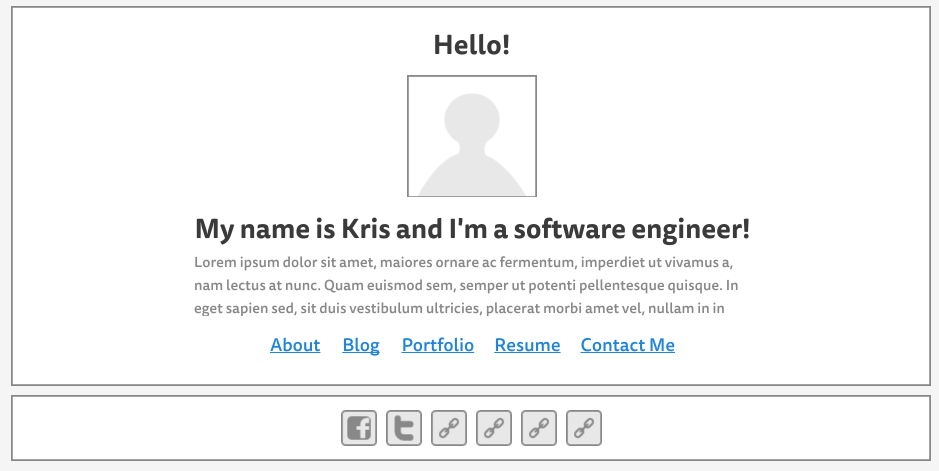 Hello!
My name is Kris and I'm a software engineer!
Lorem ipsum dolor sit amet, maiores ornare ac fermentum, imperdiet ut vivamus a,
nam lectus at nunc. Quam euismod sem, semper ut potenti pellentesque quisque. In
eget sapien sed, sit duis vestibulum ultricies, placerat morbi amet vel, nullam in in
About Blog Portfolio Resume Contact Me